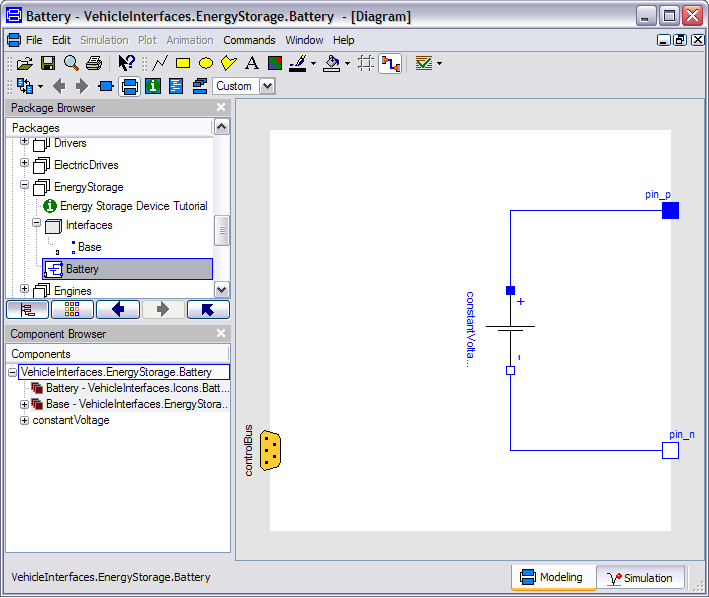 Battery - VehicleInterfaces.EnergyStorage.Battery - [Diagram]
File Edit Simulation Plot Animation Commands Window Help
A
Custom
Package Browser
Packages
Drivers
ElectricDrives
EnergyStorage
Energy Storage Device Tutorial
Interfaces
Base
Battery
Engines
Component Browser
Components
VehicleInterfaces.EnergyStorage.Battery
Battery - VehicleInterfaces.Icons.Batt...
Base - VehicleInterfaces.EnergyStora...
constantVoltage
pin_p
+
constantVolta...
-
pin_n
controlBus
VehicleInterfaces.EnergyStorage.Battery
Modeling
Simulation